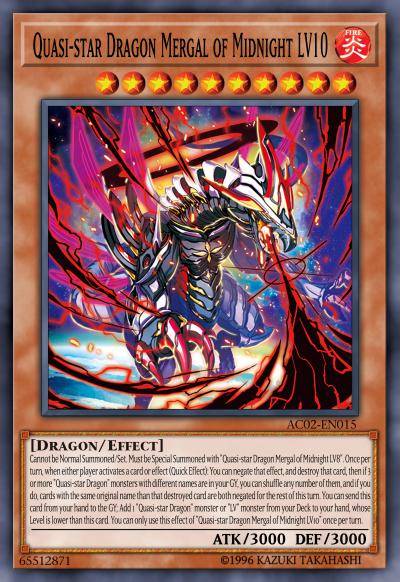 Quasi-star Dragon Mergal of Midnight LV10
FIRE
炎
AC02-EN015
[Dragon/Effect]
Cannot be Normal Summoned/Set. Must be Special Summoned with "Quasi-star Dragon Mergal of Midnight LV8". Once per
turn, when either player activates a card or effect (Quick Effect): You can negate that effect, and destroy that card, then if 3
or more "Quasi-star Dragon" monsters with different names are in your GY, you can shuffle any number of them, and if you
do, cards with the same original name than that destroyed card are both negated for the rest of this turn. You can send this
card from your hand to the GY; Add 1 "Quasi-star Dragon" monster or "LV" monster from your Deck to your hand, whose
Level is lower than this card. You can only use this effect of "Quasi-star Dragon Mergal of Midnight LV10" once per turn.
ATK/3000 DEF/3000
65512871
©1996 KAZUKI TAKAHASHI